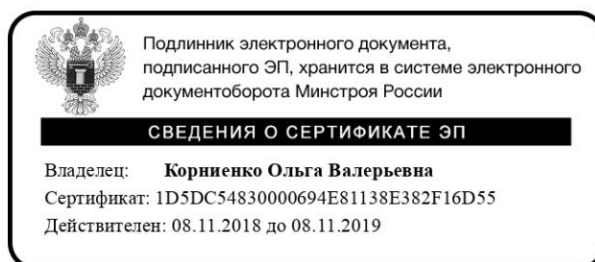 Подлинник электронного документа,
подписанного ЭП, хранится в системе электронного
документооборота Минстроя России
СВЕДЕНИЯ О СЕРТИФИКАТЕ ЭП
Владелец: Корниенко Ольга Валерьевна
Сертификат: 1D5DC54830000694E81138E382F16D55
Действителен: 08.11.2018 до 08.11.2019